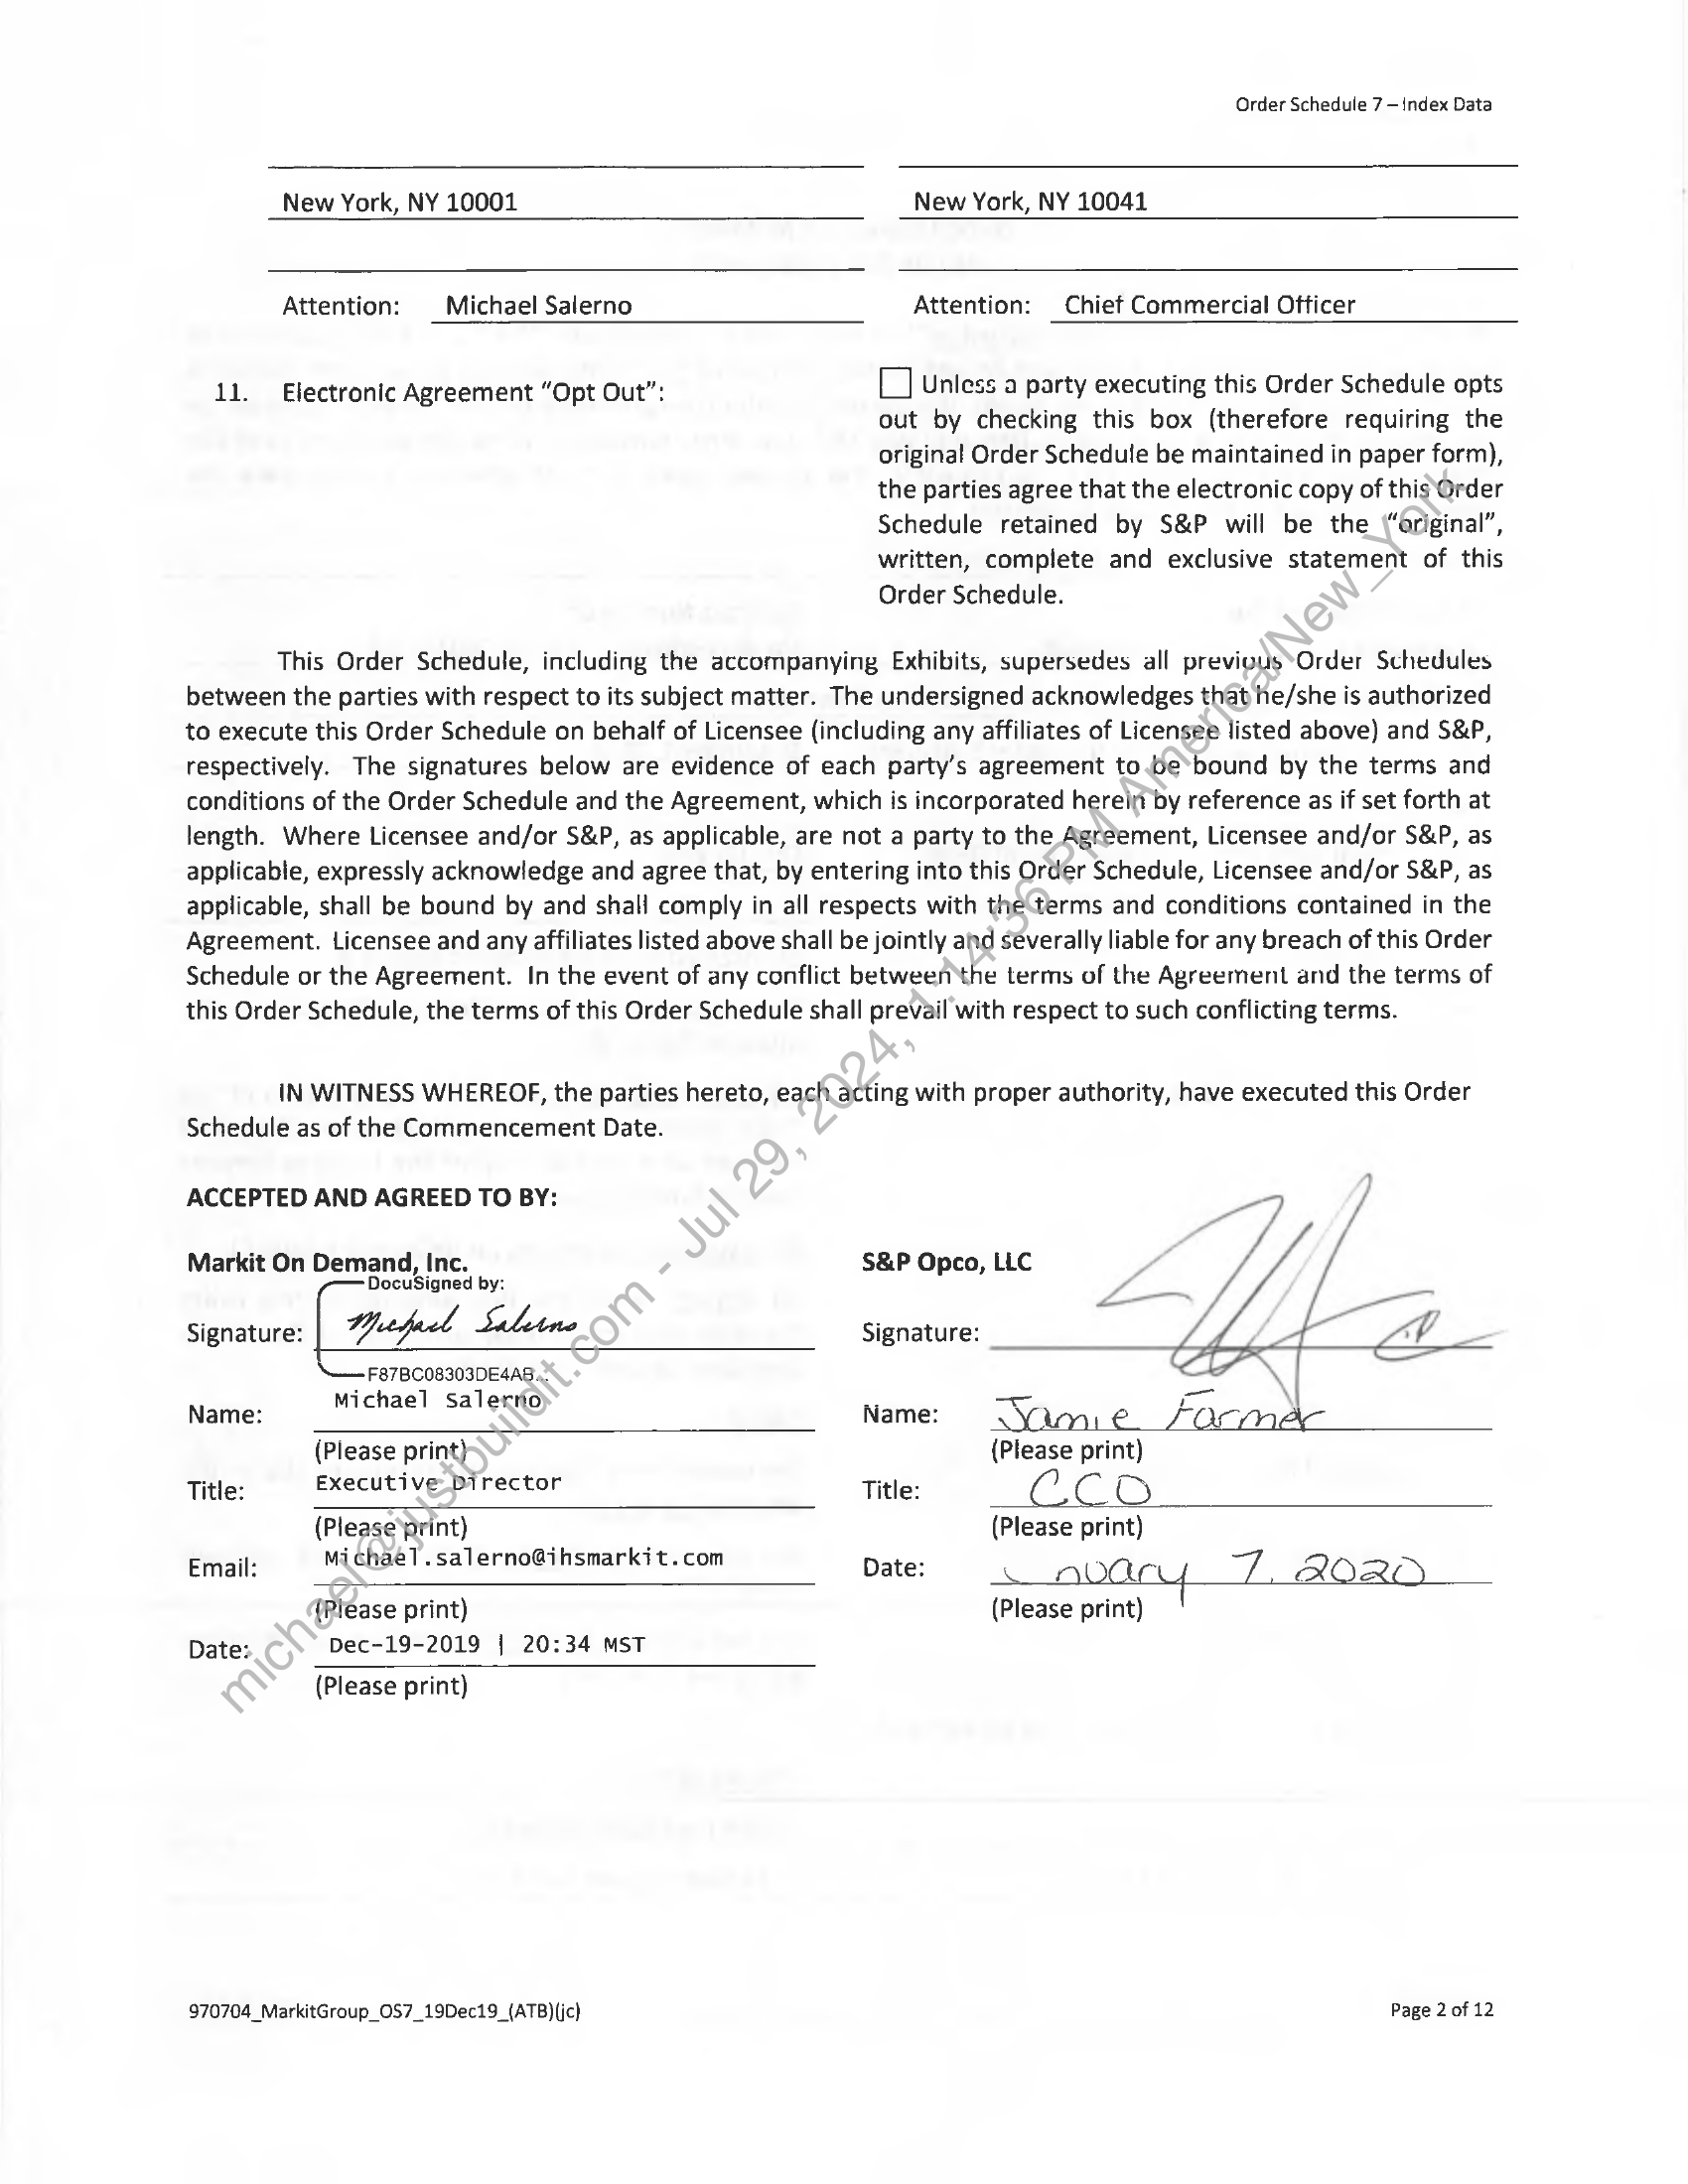 Order Schedule 7 – Index Data
New York, NY 10001
New York, NY 10041
Attention: Michael Salerno
Attention: Chief Commercial Officer
11. Electronic Agreement “Opt Out”:
☐ Unless a party executing this Order Schedule opts
out by checking this box (therefore requiring the
original Order Schedule be maintained in paper form),
the parties agree that the electronic copy of this Order
Schedule retained by S&P will be the “original”,
written, complete and exclusive statement of this
Order Schedule.
This Order Schedule, including the accompanying Exhibits, supersedes all previous Order Schedules
between the parties with respect to its subject matter. The undersigned acknowledges that he/she is authorized
to execute this Order Schedule on behalf of Licensee (including any affiliates of Licensee listed above) and S&P,
respectively. The signatures below are evidence of each party’s agreement to be bound by the terms and
conditions of the Order Schedule and the Agreement, which is incorporated herein by reference as if set forth at
length. Where Licensee and/or S&P, as applicable, are not a party to the Agreement, Licensee and/or S&P, as
applicable, expressly acknowledge and agree that, by entering into this Order Schedule, Licensee and/or S&P, as
applicable, shall be bound by and shall comply in all respects with the terms and conditions contained in the
Agreement. Licensee and any affiliates listed above shall be jointly and severally liable for any breach of this Order
Schedule or the Agreement. In the event of any conflict between the terms of the Agreement and the terms of
this Order Schedule, the terms of this Order Schedule shall prevail with respect to such conflicting terms.
IN WITNESS WHEREOF, the parties hereto, each acting with proper authority, have executed this Order
Schedule as of the Commencement Date.
ACCEPTED AND AGREED TO BY:
Markit On Demand, Inc.
DocuSigned by:
Signature: Michael Salerno
F87BC08303DE4AB...
Name: Michael Salerno
(Please print)
Title: Executive Director
(Please print)
Email: Michael.salerno@ihsmarkit.com
(Please print)
Date: Dec-19-2019 | 20:34 MST
(Please print)
S&P Opco, LLC
Signature:
Name: Jamie Farmer
(Please print)
Title: CCO
(Please print)
Date: nuary 7, 2020
(Please print)
970704_MarkitGroup_OS7_19Dec19_(ATB)(jc)
Page 2 of 12
michael@justbuildit.com - Jul 29, 2024, 1:14:36 PM America/New_York